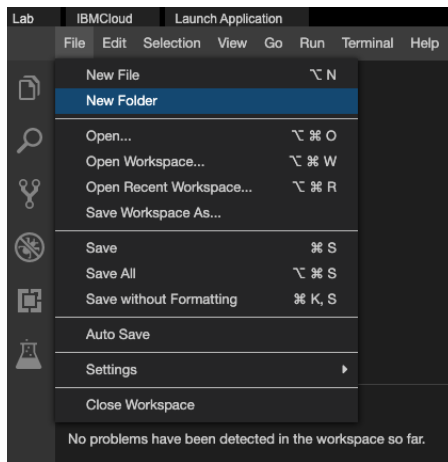 Lab IBMCloud Launch Application
File Edit Selection View Go Run Terminal Help
New File ⌥ N
New Folder
Open... ⌥ ⌘ O
Open Workspace... ⌥ ⌘ W
Open Recent Workspace... ⌥ ⌘ R
Save Workspace As...
Save ⌘ S
Save All ⌥ ⌘ S
Save without Formatting ⌘ K, S
Auto Save
Settings
Close Workspace
No problems have been detected in the workspace so far.